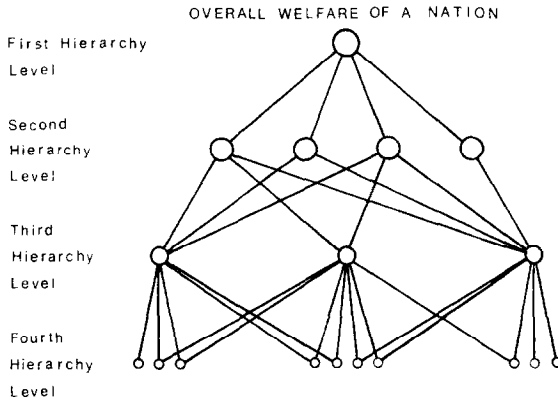 OVERALL WELFARE OF A NATION
First Hierarchy
Level
Second
Hierarchy
Level
Third
Hierarchy
Level
Fourth
Hierarchy
Level